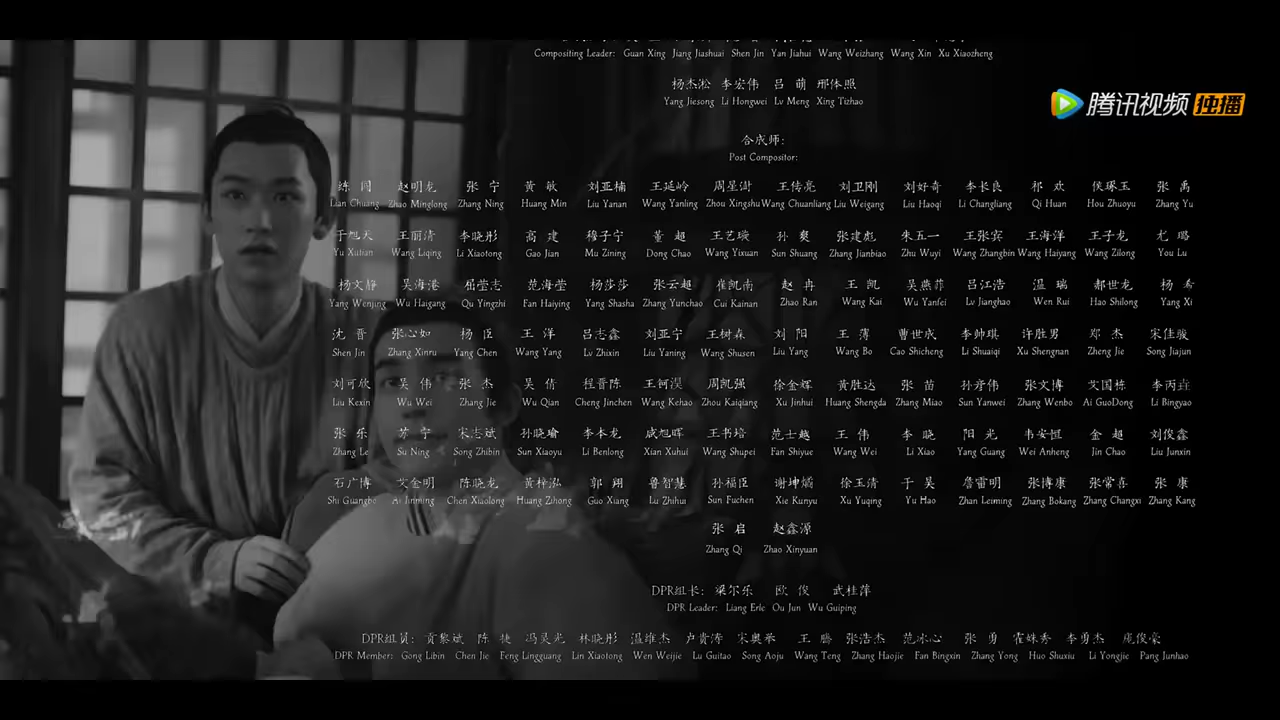 Compositing Leader: Guan Xing Jiang Jiashuai Shen Jin Yan Jiahui Wang Weizhang Wang Xin Xu Xiaozheng
杨杰淞 李宏伟 吕萌 邢体照
Yang Jiesong Li Hongwei Lv Meng Xing Tizhao
腾讯视频 独播
合成师:
Post Compositor:
练闯 赵明龙 张宁 黄敏 刘亚楠 王延岭 周星澍 王传亮 刘卫刚 刘好奇 李长良 祁欢 侯琢玉 张禹
Lian Chuang Zhao Minglong Zhang Ning Huang Min Liu Yanan Wang Yanling Zhou Xingshu Wang Chuanliang Liu Weigang Liu Haoqi Li Changliang Qi Huan Hou Zhuoyu Zhang Yu
于旭天 王丽清 李晓彤 高建 穆子宁 董超 王艺璇 孙爽 张建彪 朱五一 王张宾 王海洋 王子龙 尤璐
Yu Xutian Wang Liqing Li Xiaotong Gao Jian Mu Zining Dong Chao Wang Yixuan Sun Shuang Zhang Jianbiao Zhu Wuyi Wang Zhangbin Wang Haiyang Wang Zilong You Lu
杨文静 吴海港 屈莹志 范海莹 杨莎莎 张云超 崔凯南 赵冉 王凯 吴燕菲 吕江浩 温瑞 郝世龙 杨希
Yang Wenjing Wu Haigang Qu Yingzhi Fan Haiying Yang Shasha Zhang Yunchao Cui Kainan Zhao Ran Wang Kai Wu Yanfei Lv Jianghao Wen Rui Hao Shilong Yang Xi
沈晋 张心如 杨臣 王洋 吕志鑫 刘亚宁 王树森 刘阳 王薄 曹世成 李帅琪 许胜男 郑杰 宋佳骏
Shen Jin Zhang Xinru Yang Chen Wang Yang Lv Zhixin Liu Yaning Wang Shusen Liu Yang Wang Bo Cao Shicheng Li Shuaiqi Xu Shengnan Zheng Jie Song Jiajun
刘可欣 吴伟 张杰 吴倩 程晋陈 周凯强 徐金辉 黄胜达 张苗 孙彦伟 张文博 艾国栋
Liu Kexin Wu Wei Zhang Jie Wu Qian Cheng Jinchen Wang Kehao Zhou Kaiqiang Xu Jinhui Huang Shengda Zhang Miao Sun Yanwei Zhang Wenbo Ai GuoDong Li Bingyao
张乐 苏宁 宋志斌 孙晓瑜 李本龙 咸旭晖 王书培 范士越 王伟 李晓 阳光 韦安恒 金超 刘俊鑫
Zhang Le Su Ning Song Zhibin Sun Xiaoyu Li Benlong Xian Xuhui Wang Shupei Fan Shiyue Wang Wei Li Xiao Yang Guang Wei Anheng Jin Chao Liu Junxin
石广博 艾金明 陈晓龙 黄梓泓 郭翔 鲁智慧 孙福臣 徐玉清 于昊 詹雷明 张博康 张常喜 张康
Shi Guangbo Ai Jinming Chen Xiaolong Huang Zihong Guo Xiang Lu Zhihui Sun Fuchen Xie Kunyu Xu Yuqing Yu Hao Zhan Leiming Zhang Bokang Zhang Changxi Zhang Kang
张启 赵鑫源
Zhang Qi Zhao Xinyuan
DPR组长: 梁尔乐 欧俊 武桂萍
DPR Leader: Liang Erle Ou Jun Wu Guiping
DPR组员: 贡黎斌 陈捷 冯灵光 林晓彤 温维杰 卢贵涛 宋奥举 王腾 张浩杰 范冰心 张勇 霍姝秀 李勇杰 庞俊豪
DPR Member: Gong Libin Chen Jie Feng Lingguang Lin Xiaotong Wen Weijie Lu Guitao Song Aoju Wang Teng Zhang Haojie Fan Bingxin Zhang Yong Huo Shuxiu Li Yongjie Pang Junhao